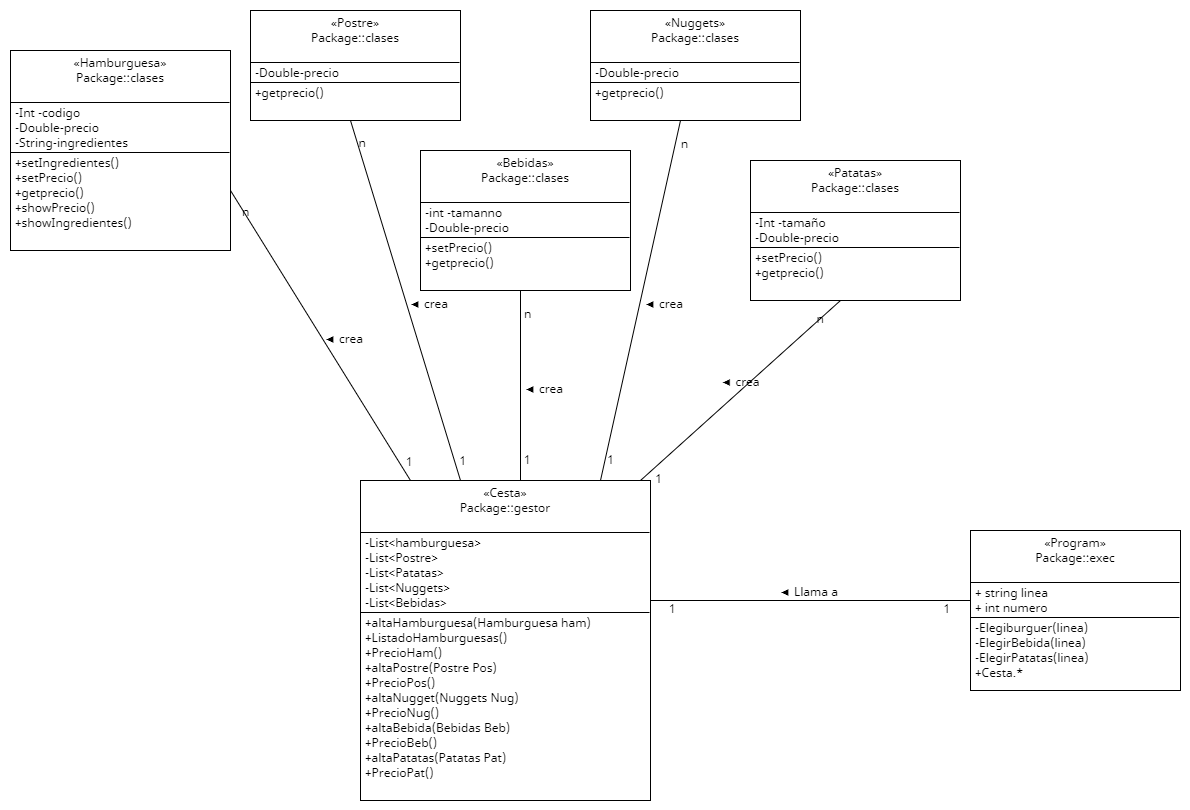 «Hamburguesa»
Package::clases
-Int -codigo
-Double-precio
-String-ingredientes
+setIngredientes()
+setPrecio()
+getprecio()
+showPrecio()
+showIngredientes()
«Postre»
Package::clases
-Double-precio
+getprecio()
«Bebidas»
Package::clases
-int -tamanno
-Double-precio
+setPrecio()
+getprecio()
«Nuggets»
Package::clases
-Double-precio
+getprecio()
«Patatas»
Package::clases
-Int -tamaño
-Double-precio
+setPrecio()
+getprecio()
n
n
n
n
n
◄ crea
◄ crea
◄ crea
◄ crea
◄ crea
1
1
1
1
1
«Cesta»
Package::gestor
-List<hamburguesa>
-List<Postre>
-List<Patatas>
-List<Nuggets>
-List<Bebidas>
+altaHamburguesa(Hamburguesa ham)
+ListadoHamburguesas()
+PrecioHam()
+altaPostre(Postre Pos)
+PrecioPos()
+altaNugget(Nuggets Nug)
+PrecioNug()
+altaBebida(Bebidas Beb)
+PrecioBeb()
+altaPatatas(Patatas Pat)
+PrecioPat()
◄ Llama a
1
1
«Program»
Package::exec
+ string linea
+ int numero
-Elegiburguer(linea)
-ElegirBebida(linea)
-ElegirPatatas(linea)
+Cesta.*